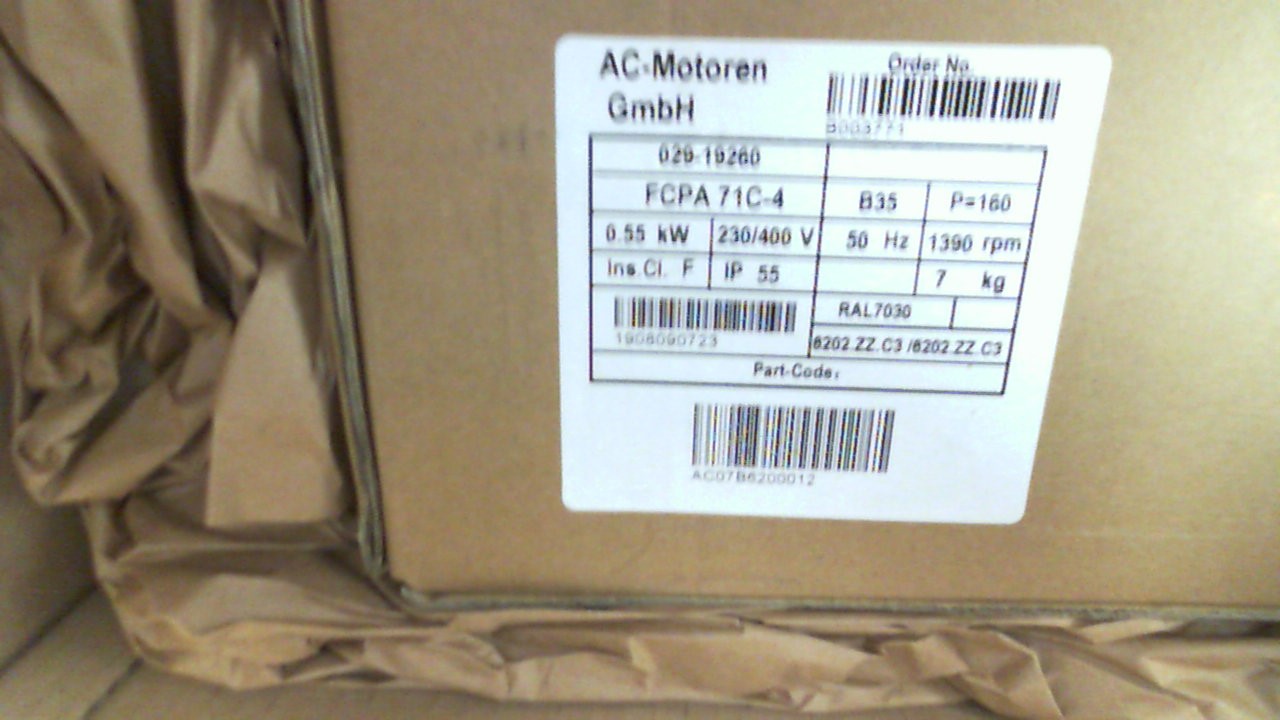 AC-Motoren
GmbH
Order No.
B003771
029-19260
FCPA 71C-4
B35
P=160
0.55 kW
230/400 V
50 Hz
1390 rpm
Ins.Cl. F
IP 55
7 kg
RAL7030
1908090723
6202.ZZ.C3 /6202.ZZ.C3
Part-Code:
AC07B6200012